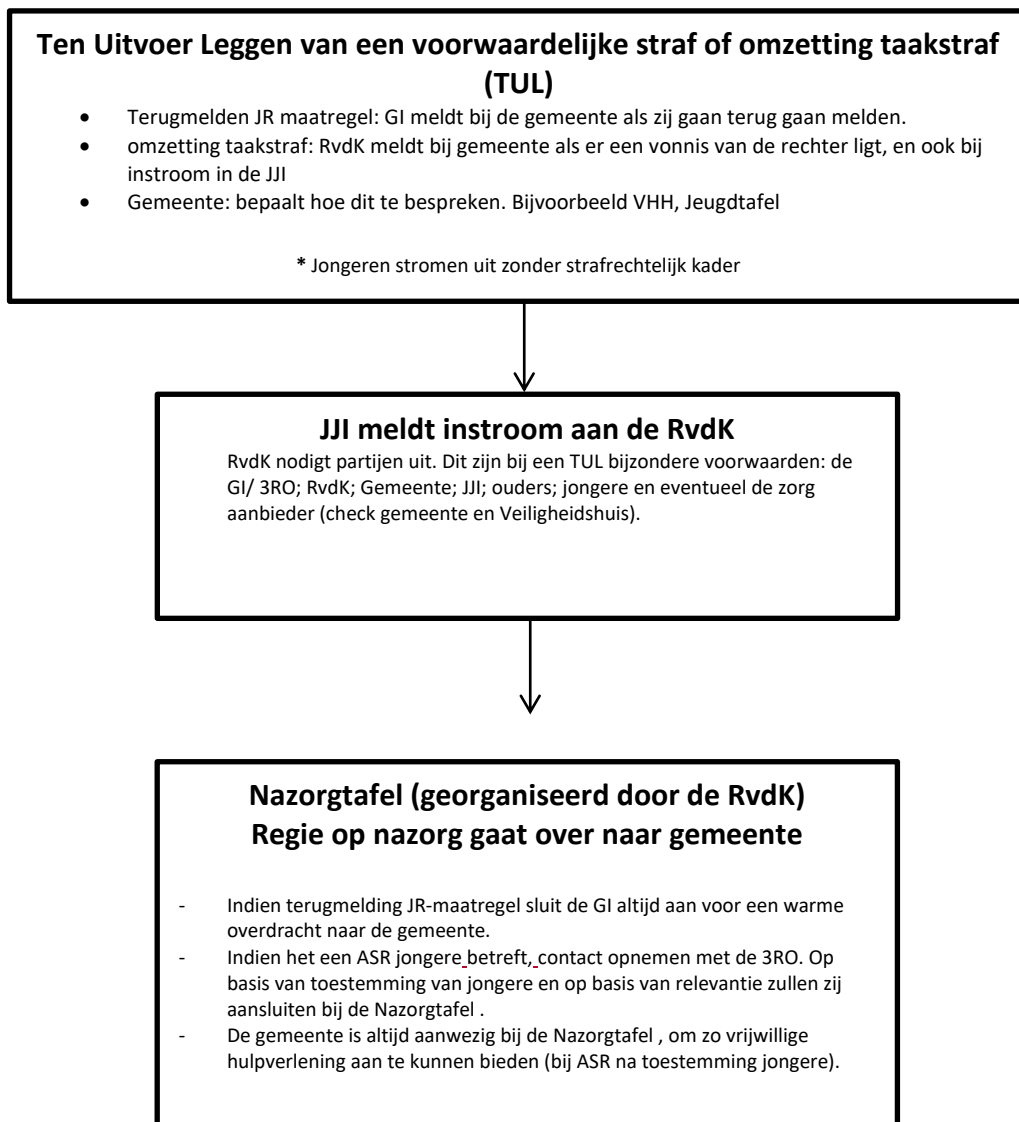 Ten Uitvoer Leggen van een voorwaardelijke straf of omzetting taakstraf
(TUL)
• Terugmelden JR maatregel: GI meldt bij de gemeente als zij gaan terug gaan melden.
• omzetting taakstraf: RvdK meldt bij gemeente als er een vonnis van de rechter ligt, en ook bij
instroom in de JJI
• Gemeente: bepaalt hoe dit te bespreken. Bijvoorbeeld VHH, Jeugdtafel
* Jongeren stromen uit zonder strafrechtelijk kader
JJI meldt instroom aan de RvdK
RvdK nodigt partijen uit. Dit zijn bij een TUL bijzondere voorwaarden: de
GI/ 3RO; RvdK; Gemeente; JJI; ouders; jongere en eventueel de zorg
aanbieder (check gemeente en Veiligheidshuis).
Nazorgtafel (georganiseerd door de RvdK)
Regie op nazorg gaat over naar gemeente
- Indien terugmelding JR-maatregel sluit de GI altijd aan voor een warme
overdracht naar de gemeente.
- Indien het een ASR jongere betreft, contact opnemen met de 3RO. Op
basis van toestemming van jongere en op basis van relevantie zullen zij
aansluiten bij de Nazorgtafel .
- De gemeente is altijd aanwezig bij de Nazorgtafel , om zo vrijwillige
hulpverlening aan te kunnen bieden (bij ASR na toestemming jongere).